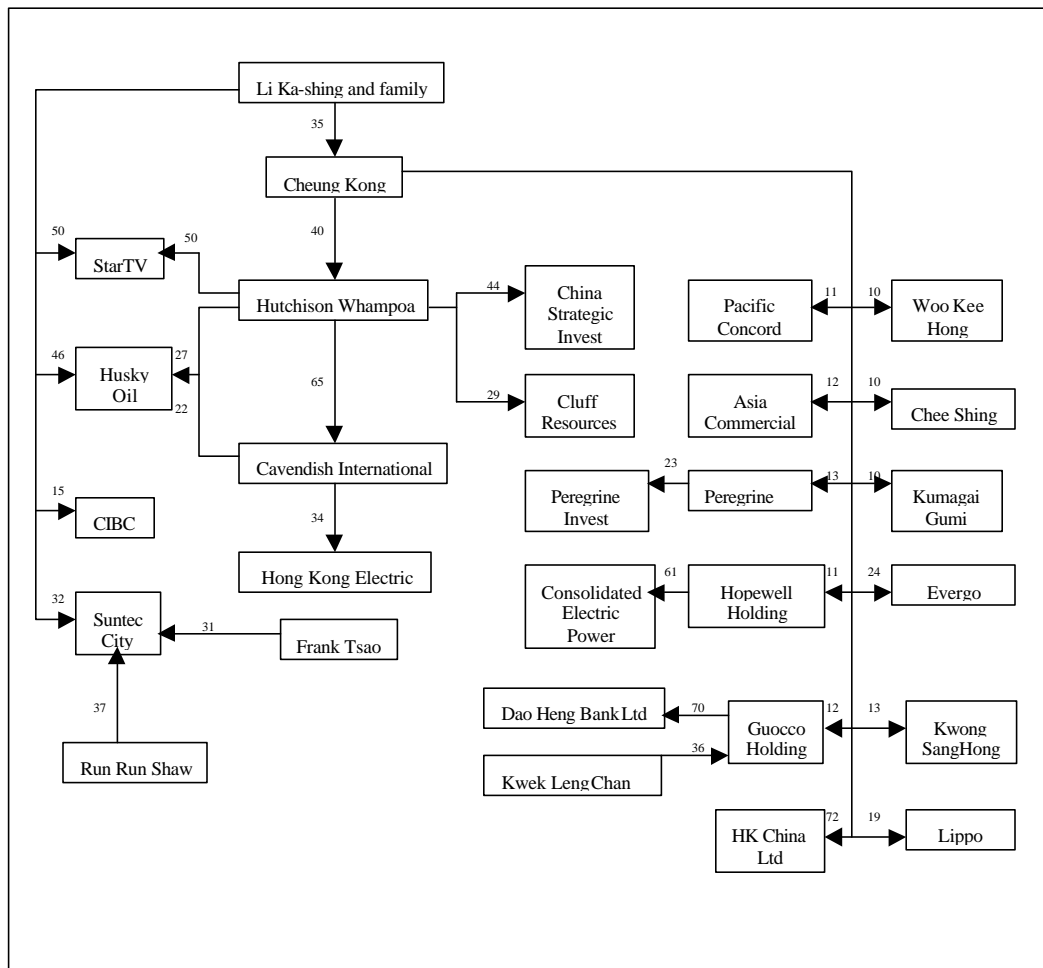 Li Ka-shing and family
35
Cheung Kong
40
50
50
StarTV
Hutchison Whampoa
44
China
Strategic
Invest
11
10
Pacific
Concord
Woo Kee
Hong
46
27
Husky
Oil
22
65
29
Cluff
Resources
12
10
Asia
Commercial
Chee Shing
Cavendish International
15
CIBC
34
Hong Kong Electric
23
Peregrine
Invest
Peregrine
13
10
Kumagai
Gumi
32
Suntec
City
31
Frank Tsao
61
Consolidated
Electric
Power
Hopewell
Holding
11
24
Evergo
37
Run Run Shaw
Dao Heng Bank Ltd
70
36
Kwek Leng Chan
Guocco
Holding
12
13
Kwong
SangHong
HK China
Ltd
72
19
Lippo